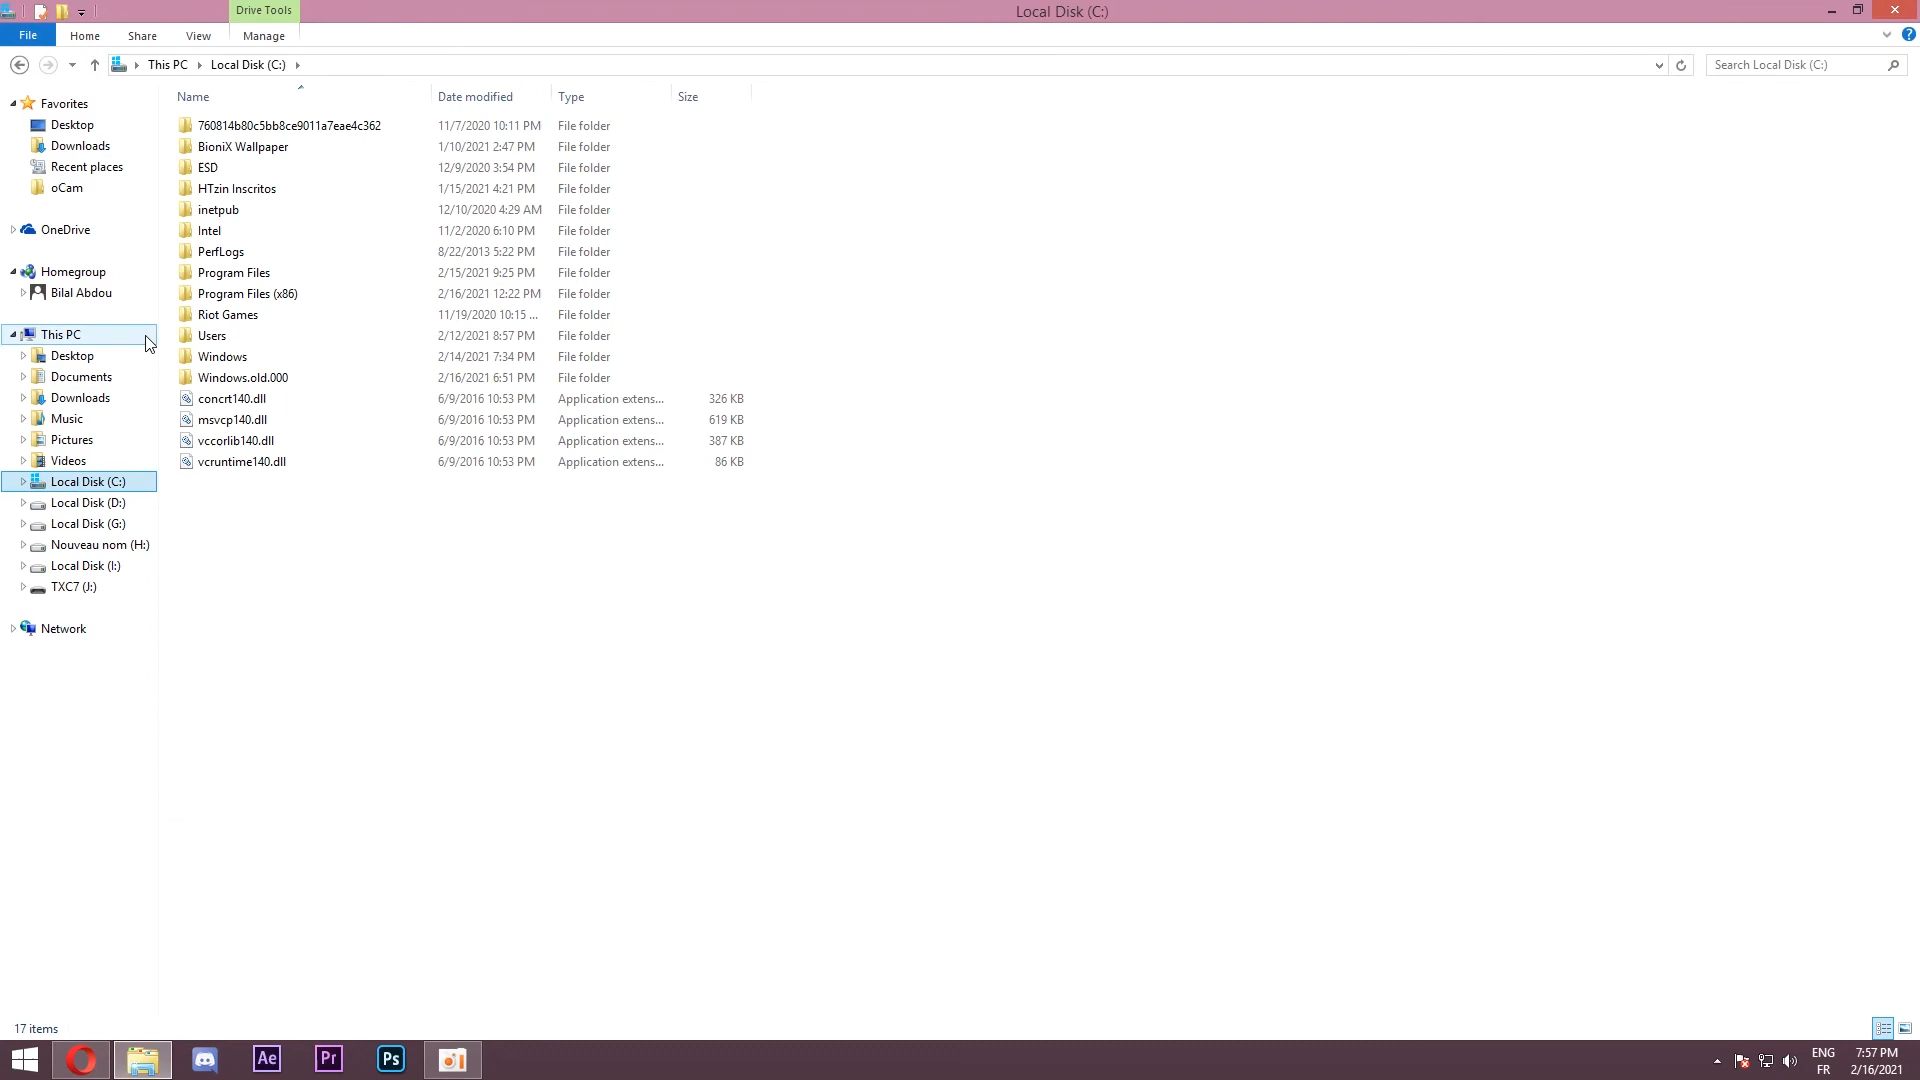 Drive Tools
Local Disk (C:)
File
Home
Share
View
Manage
This PC
Local Disk (C:)
Search Local Disk (C:)
Name
Date modified
Type
Size
760814b80c5bb8ce9011a7eae4c362 11/7/2020 10:11 PM File folder
BioniX Wallpaper 1/10/2021 2:47 PM File folder
ESD 12/9/2020 3:54 PM File folder
HTzin Inscritos 1/15/2021 4:21 PM File folder
inetpub 12/10/2020 4:29 AM File folder
Intel 11/2/2020 6:10 PM File folder
PerfLogs 8/22/2013 5:22 PM File folder
Program Files 2/15/2021 9:25 PM File folder
Program Files (x86) 2/16/2021 12:22 PM File folder
Riot Games 11/19/2020 10:15 ... File folder
Users 2/12/2021 8:57 PM File folder
Windows 2/14/2021 7:34 PM File folder
Windows.old.000 2/16/2021 6:51 PM File folder
concrt140.dll 6/9/2016 10:53 PM Application extens... 326 KB
msvcp140.dll 6/9/2016 10:53 PM Application extens... 619 KB
vccorlib140.dll 6/9/2016 10:53 PM Application extens... 387 KB
vcruntime140.dll 6/9/2016 10:53 PM Application extens... 86 KB
Favorites
Desktop
Downloads
Recent places
oCam
OneDrive
Homegroup
Bilal Abdou
This PC
Desktop
Documents
Downloads
Music
Pictures
Videos
Local Disk (C:)
Local Disk (D:)
Local Disk (G:)
Nouveau nom (H:)
Local Disk (I:)
TXC7 (J:)
Network
17 items
Ae
Pr
Ps
ENG
FR
7:57 PM
2/16/2021